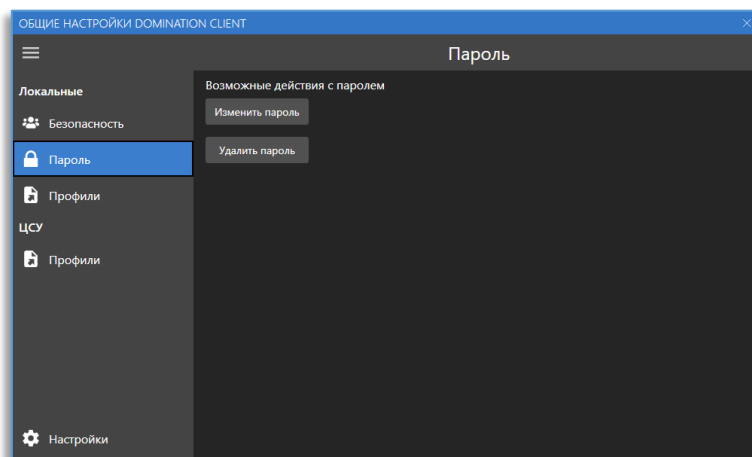 ОБЩИЕ НАСТРОЙКИ DOMINATION CLIENT
Пароль
Локальные
Безопасность
Пароль
Профили
ЦСУ
Профили
Настройки
Возможные действия с паролем
Изменить пароль
Удалить пароль